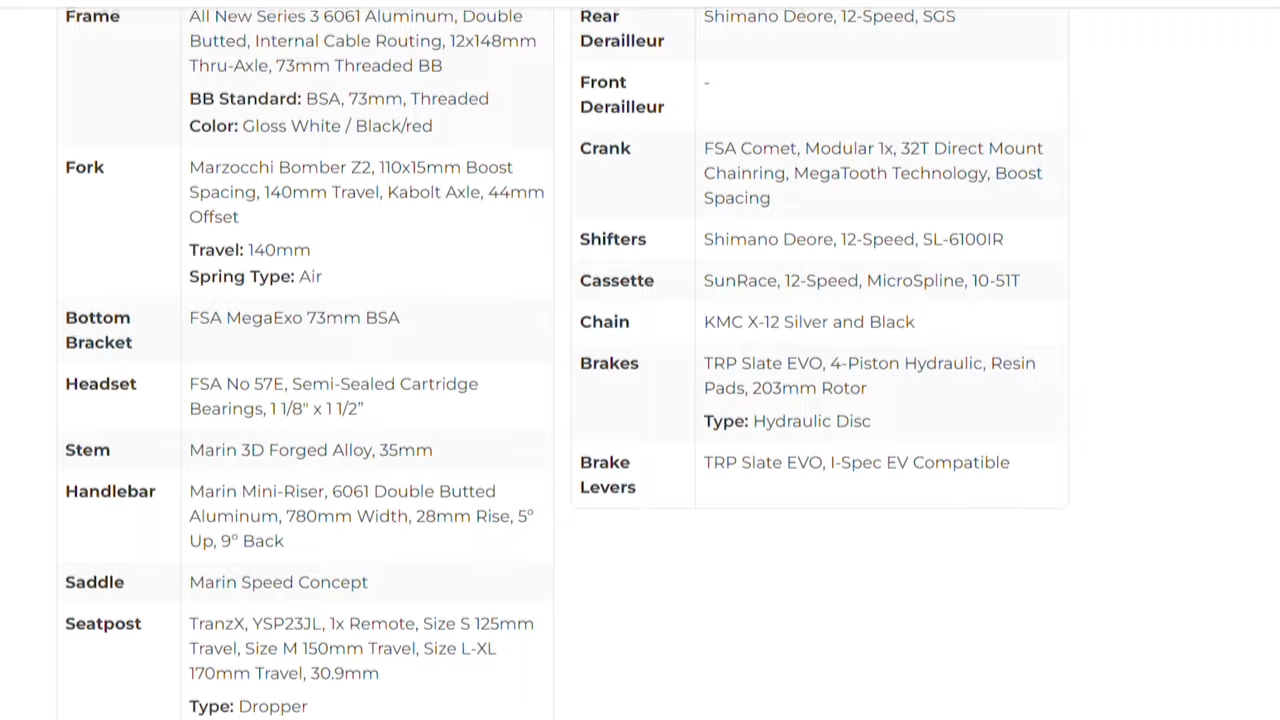 Frame
All New Series 3 6061 Aluminum, Double
Butted, Internal Cable Routing, 12x148mm
Thru-Axle, 73mm Threaded BB
BB Standard: BSA, 73mm, Threaded
Color: Gloss White / Black/red
Fork
Marzocchi Bomber Z2, 110x15mm Boost
Spacing, 140mm Travel, Kabolt Axle, 44mm
Offset
Travel: 140mm
Spring Type: Air
Bottom
Bracket
FSA MegaExo 73mm BSA
Headset
FSA No 57E, Semi-Sealed Cartridge
Bearings, 1 1/8" x 1 1/2"
Stem
Marin 3D Forged Alloy, 35mm
Handlebar
Marin Mini-Riser, 6061 Double Butted
Aluminum, 780mm Width, 28mm Rise, 5º
Up, 9º Back
Saddle
Marin Speed Concept
Seatpost
TranzX, YSP23JL, 1x Remote, Size S 125mm
Travel, Size M 150mm Travel, Size L-XL
170mm Travel, 30.9mm
Type: Dropper
Rear
Derailleur
Shimano Deore, 12-Speed, SGS
Front
Derailleur
-
Crank
FSA Comet, Modular 1x, 32T Direct Mount
Chainring, MegaTooth Technology, Boost
Spacing
Shifters
Shimano Deore, 12-Speed, SL-6100IR
Cassette
SunRace, 12-Speed, MicroSpline, 10-51T
Chain
KMC X-12 Silver and Black
Brakes
TRP Slate EVO, 4-Piston Hydraulic, Resin
Pads, 203mm Rotor
Type: Hydraulic Disc
Brake
Levers
TRP Slate EVO, I-Spec EV Compatible